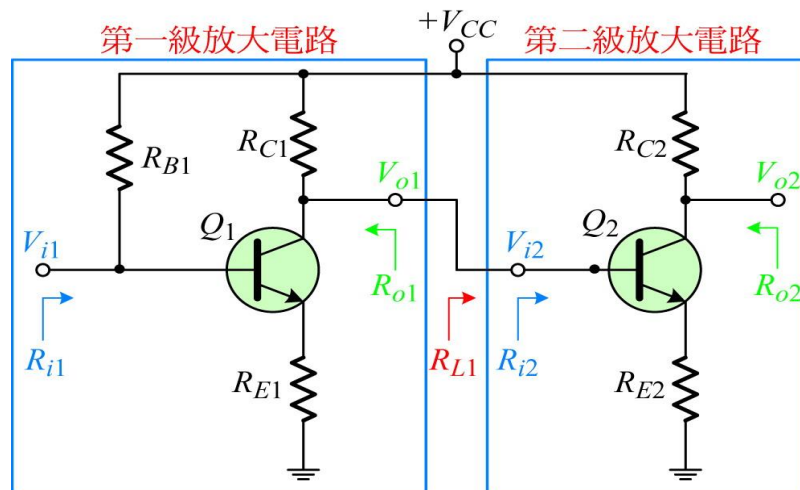 第一級放大電路
+VCC
第二級放大電路
RB1
RC1
RC2
Vo1
Vo2
Vi1
Q1
Vi2
Q2
Ri1
Ro1
RL1
Ri2
Ro2
RE1
RE2